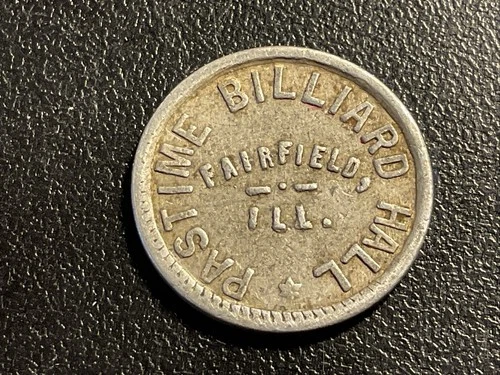 PASTIME BILLIARD HALL
FAIRFIELD,
ILL.